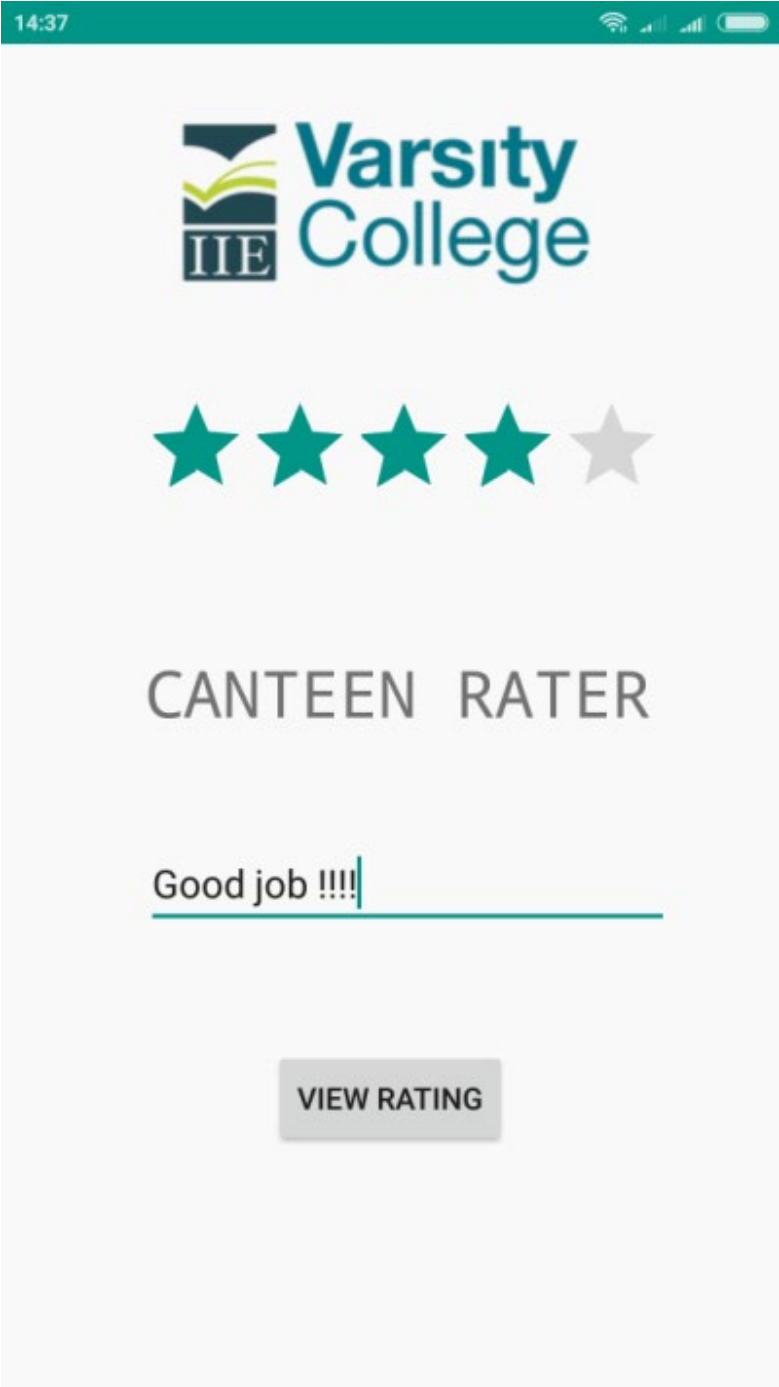 14:37
Varsity
College
IIE
CANTEEN RATER
Good job !!!!
VIEW RATING